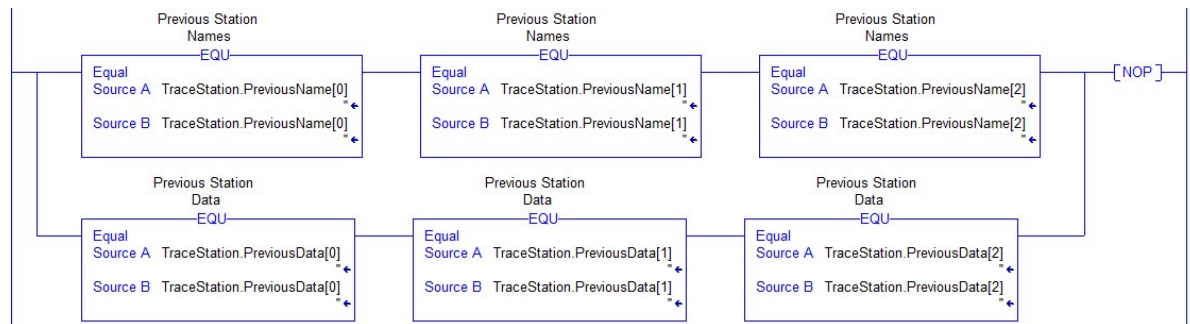 Previous Station Names
EQU
Equal
Source A TraceStation.PreviousName[0]
''
Source B TraceStation.PreviousName[0]
''
Previous Station Names
EQU
Equal
Source A TraceStation.PreviousName[1]
''
Source B TraceStation.PreviousName[1]
''
Previous Station Names
EQU
Equal
Source A TraceStation.PreviousName[2]
''
Source B TraceStation.PreviousName[2]
''
NOP
Previous Station Data
EQU
Equal
Source A TraceStation.PreviousData[0]
''
Source B TraceStation.PreviousData[0]
''
Previous Station Data
EQU
Equal
Source A TraceStation.PreviousData[1]
''
Source B TraceStation.PreviousData[1]
''
Previous Station Data
EQU
Equal
Source A TraceStation.PreviousData[2]
''
Source B TraceStation.PreviousData[2]
''